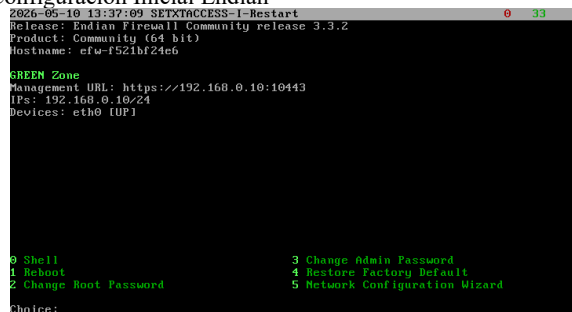 Configuración Inicial Endian
2026-05-10 13:37:09 SETXTACCESS-I-Restart 0 33
Release: Endian Firewall Community release 3.3.2
Product: Community (64 bit)
Hostname: efw-f521bf24e6
GREEN Zone
Management URL: https://192.168.0.10:10443
IPs: 192.168.0.10/24
Devices: eth0 [UP]
0 Shell 3 Change Admin Password
1 Reboot 4 Restore Factory Default
2 Change Root Password 5 Network Configuration Wizard
Choice: